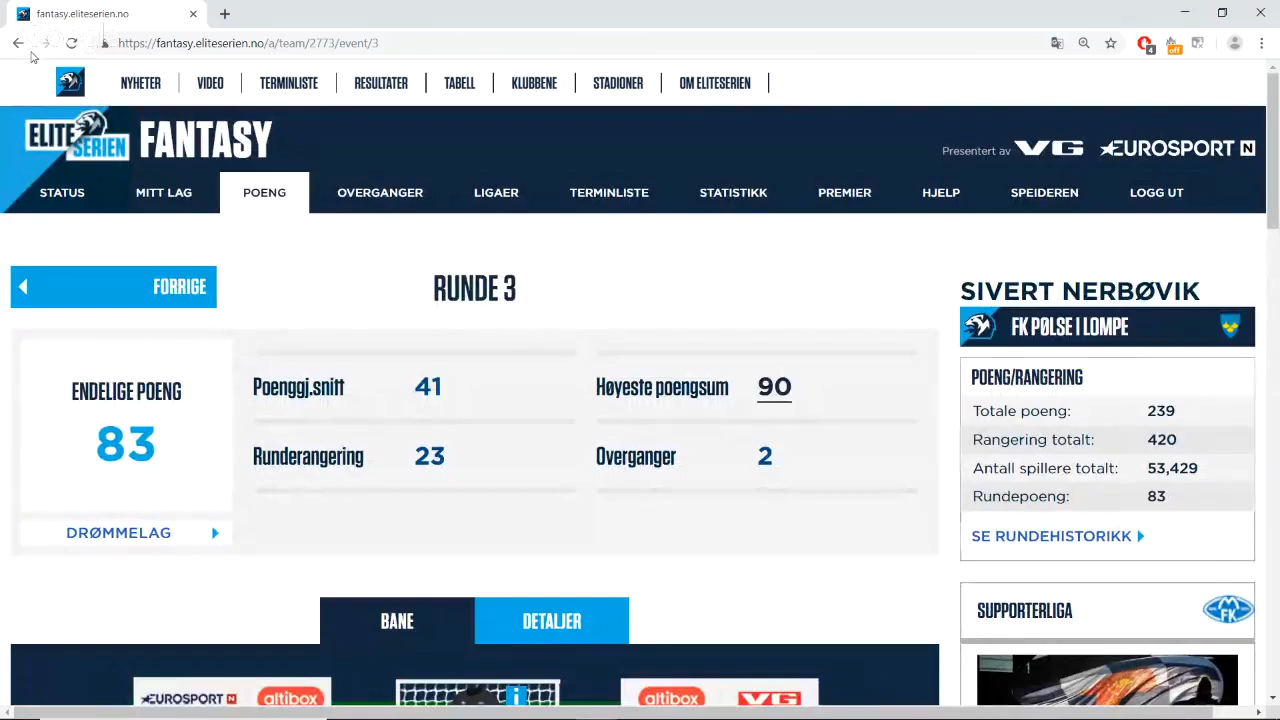 fantasy.eliteserien.no
https://fantasy.eliteserien.no/a/team/2773/event/3
4
off
NYHETER VIDEO TERMINLISTE RESULTATER TABELL KLUBBENE STADIONER OM ELITESERIEN
ELITE SERIEN FANTASY
Presentert av VG EUROSPORT N
STATUS MITT LAG POENG OVERGANGER LIGAER TERMINLISTE STATISTIKK PREMIER HJELP SPEIDEREN LOGG UT
FORRIGE
RUNDE 3
ENDELIGE POENG
83
DRØMMELAG
Poenggj.snitt 41
Høyeste poengsum 90
Runderangering 23
Overganger 2
BANE DETALJER
EUROSPORT N altibox
altibox VG
SIVERT NERBØVIK
FK PØLSE I LOMPE
POENG/RANGERING
Totale poeng: 239
Rangering totalt: 420
Antall spillere totalt: 53,429
Rundepoeng: 83
SE RUNDEHISTORIKK
SUPPORTERLIGA
MFK